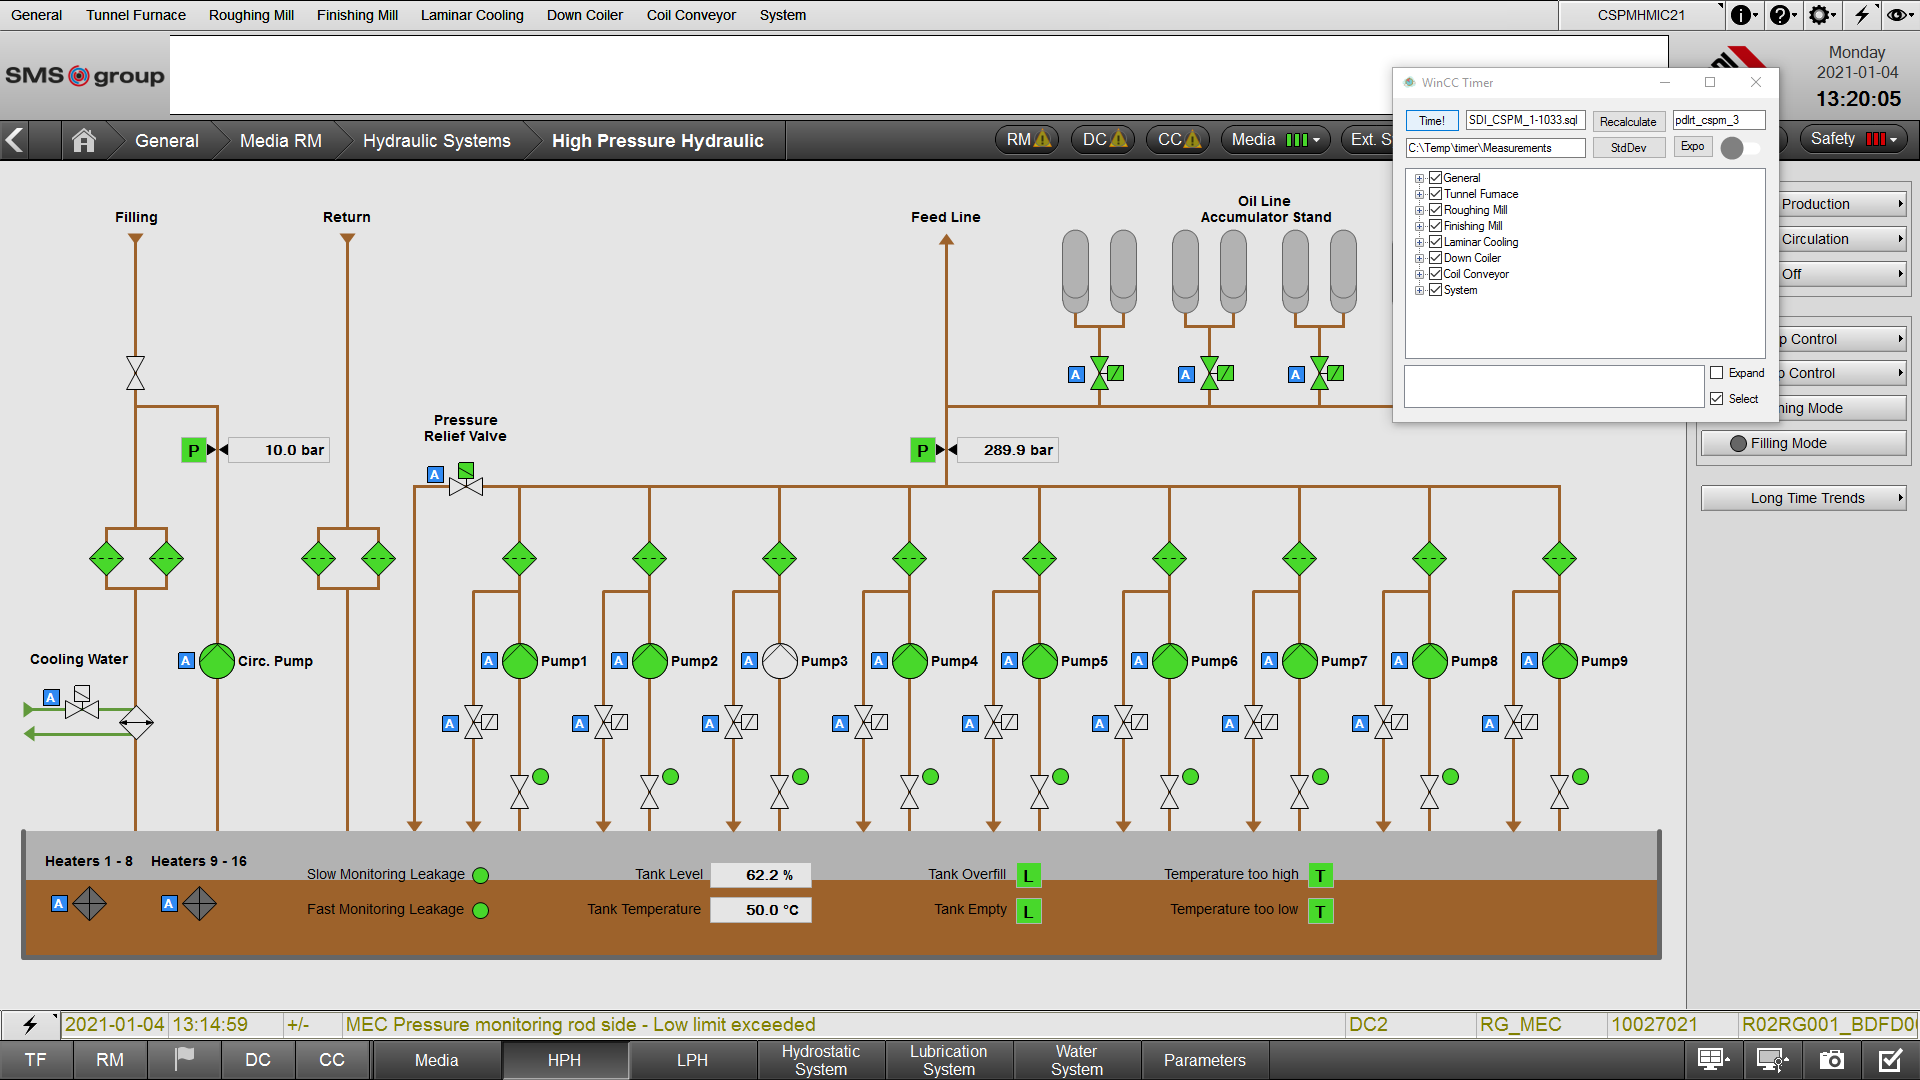 General Tunnel Furnace Roughing Mill Finishing Mill Laminar Cooling Down Coiler Coil Conveyor System CSPMHMIC21
SMS group
Monday
2021-01-04
13:20:05
General Media RM Hydraulic Systems High Pressure Hydraulic RM DC CC Media Ext. S Safety
WinCC Timer
Time! SDI_CSPM_1-1033.sql Recalculate pdlrt_cspm_3
C:\Temp\timer\Measurements StdDev Expo
General
Tunnel Furnace
Roughing Mill
Finishing Mill
Laminar Cooling
Down Coiler
Coil Conveyor
System
Expand
Select
Production
Circulation
Off
p Control
p Control
ning Mode
Filling Mode
Long Time Trends
Filling Return Feed Line
Oil Line
Accumulator Stand
A A A
P 10.0 bar
Pressure
Relief Valve
A
P 289.9 bar
Cooling Water
A
A Circ. Pump A Pump1 A Pump2 A Pump3 A Pump4 A Pump5 A Pump6 A Pump7 A Pump8 A Pump9
A A A A A A A A A
Heaters 1 - 8 Heaters 9 - 16
A A
Slow Monitoring Leakage Tank Level 62.2 % Tank Overfill L Temperature too high T
Fast Monitoring Leakage Tank Temperature 50.0 °C Tank Empty L Temperature too low T
2021-01-04 13:14:59 +/- MEC Pressure monitoring rod side - Low limit exceeded DC2 RG_MEC 10027021 R02RG001_BDFD0
TF RM DC CC Media HPH LPH Hydrostatic System Lubrication System Water System Parameters